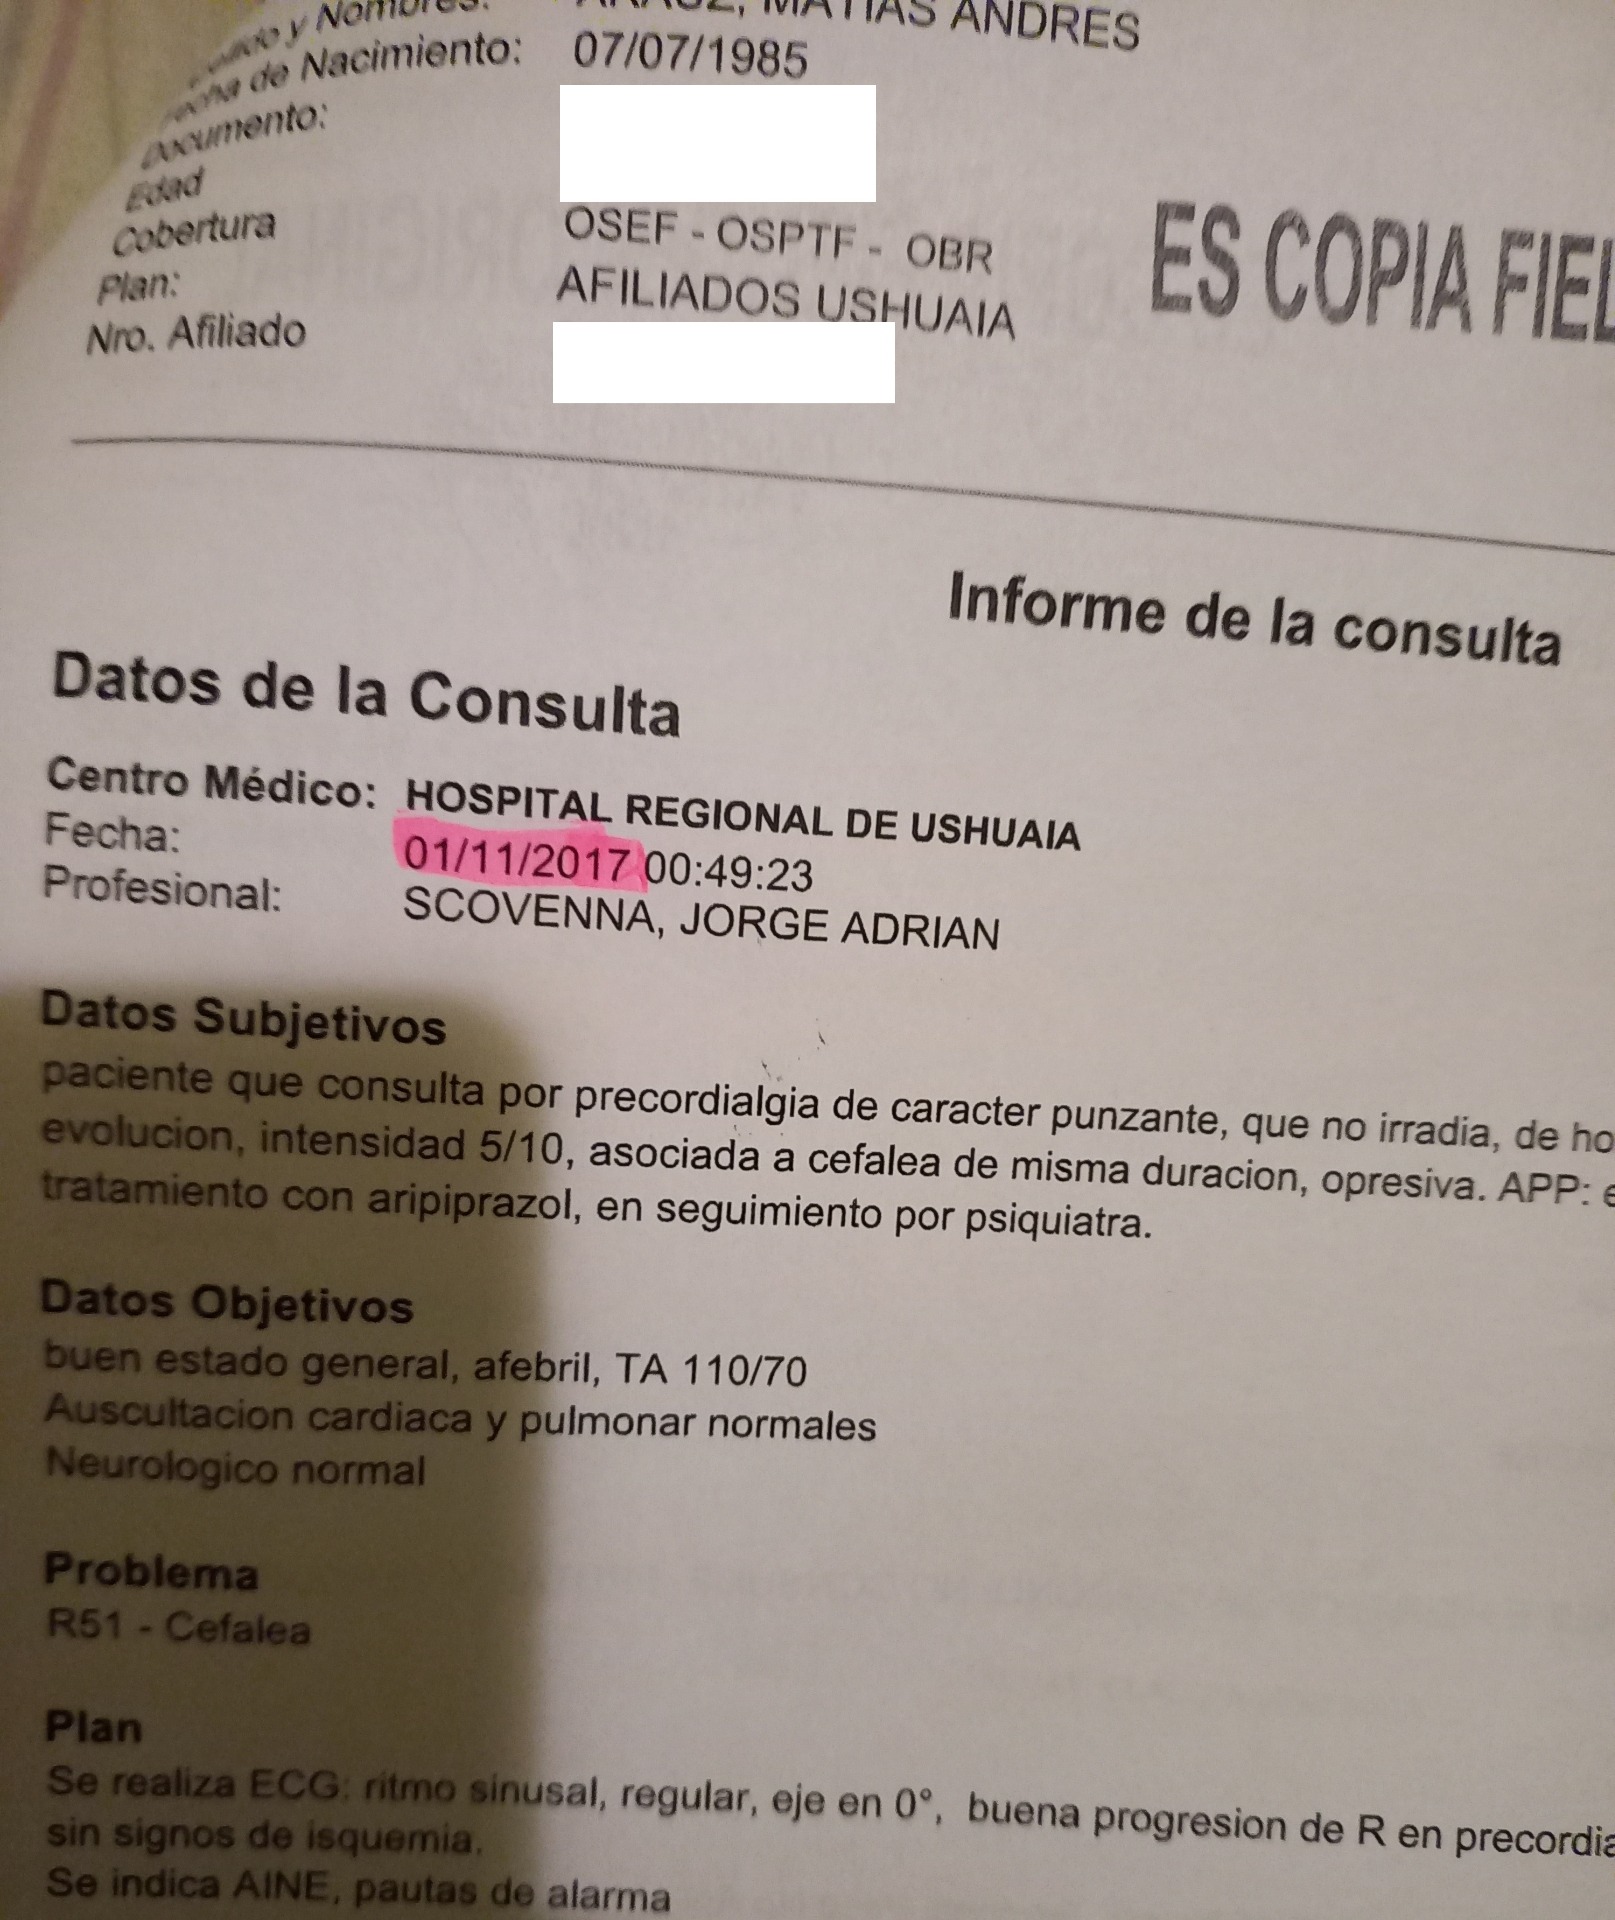 y Nombres: ARAUZ, MATIAS ANDRES
Fecha de Nacimiento: 07/07/1985
Documento:
Edad
Cobertura OSEF - OSPTF - OBR
Plan: AFILIADOS USHUAIA
Nro. Afiliado
ES COPIA FIEL
Informe de la consulta
Datos de la Consulta
Centro Médico: HOSPITAL REGIONAL DE USHUAIA
Fecha: 01/11/2017 00:49:23
Profesional: SCOVENNA, JORGE ADRIAN
Datos Subjetivos
paciente que consulta por precordialgia de caracter punzante, que no irradia, de ho
evolucion, intensidad 5/10, asociada a cefalea de misma duracion, opresiva. APP: e
tratamiento con aripiprazol, en seguimiento por psiquiatra.
Datos Objetivos
buen estado general, afebril, TA 110/70
Auscultacion cardiaca y pulmonar normales
Neurologico normal
Problema
R51 - Cefalea
Plan
Se realiza ECG: ritmo sinusal, regular, eje en 0°, buena progresion de R en precordia
sin signos de isquemia.
Se indica AINE, pautas de alarma